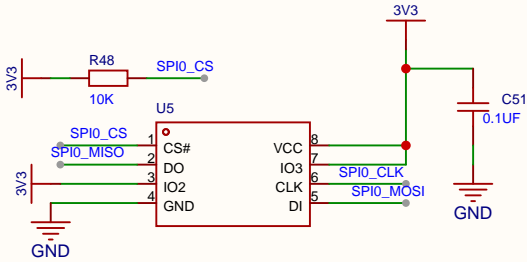 3V3
3V3
R48
SPI0_CS
10K
C51
0.1UF
U5
SPI0_CS
1
CS#
VCC
8
SPI0_MISO
2
DO
IO3
7
3V3
3
IO2
CLK
6
SPI0_CLK
4
GND
DI
5
SPI0_MOSI
GND
GND